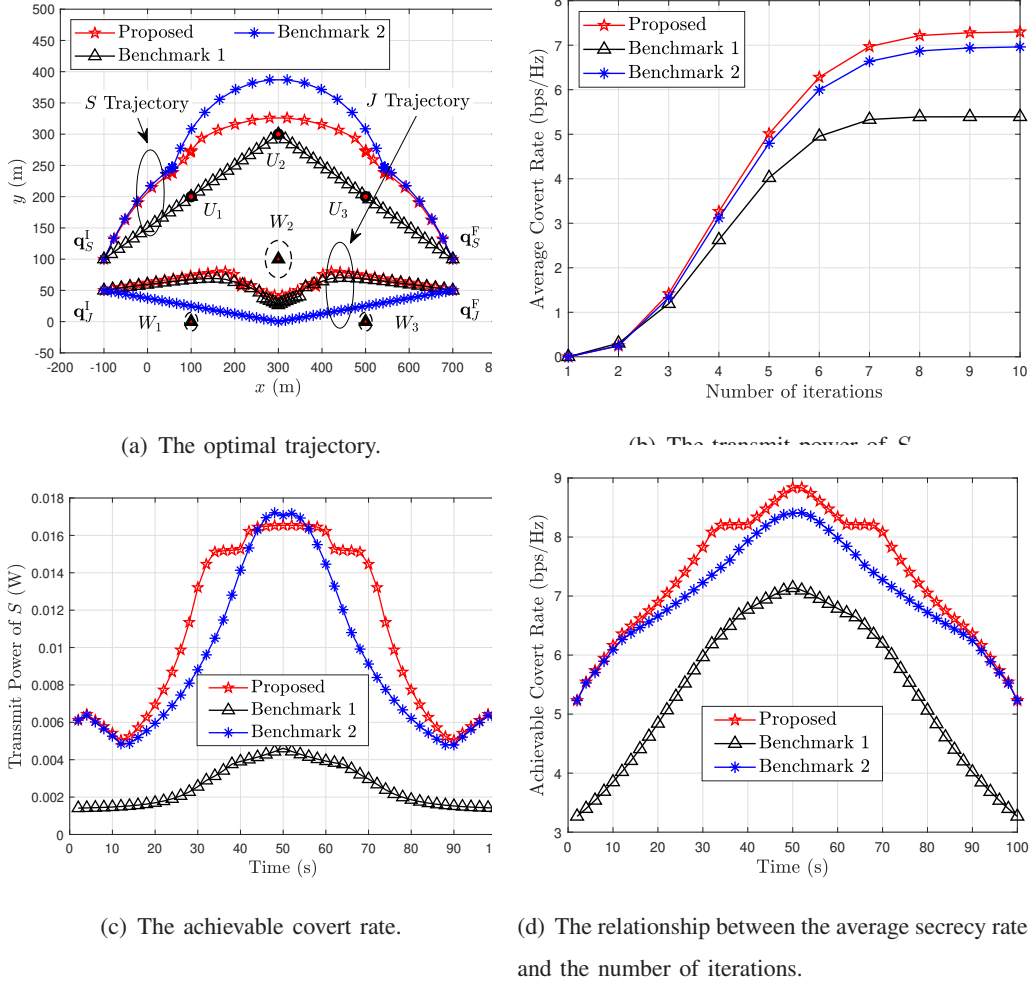 500
450
400
350
300
250
200
150
100
50
0
-50
-200
-100
0
100
200
300
400
500
600
700
8
x (m)
y (m)
Proposed
Benchmark 2
Benchmark 1
S Trajectory
J Trajectory
U₂
U₁
U₃
W₂
q_S^I
q_S^F
q_J^I
q_J^F
W₁
W₃
(a) The optimal trajectory.
8
7
6
5
4
3
2
1
0
1
2
3
4
5
6
7
8
9
10
Number of iterations
Average Covert Rate (bps/Hz)
Proposed
Benchmark 1
Benchmark 2
(b) The transmit power of S
0.018
0.016
0.014
0.012
0.01
0.008
0.006
0.004
0.002
0
0
10
20
30
40
50
60
70
80
90
1
Time (s)
Transmit Power of S (W)
Proposed
Benchmark 1
Benchmark 2
(c) The achievable covert rate.
9
8
7
6
5
4
3
0
10
20
30
40
50
60
70
80
90
100
Time (s)
Achievable Covert Rate (bps/Hz)
Proposed
Benchmark 1
Benchmark 2
(d) The relationship between the average secrecy rate
and the number of iterations.